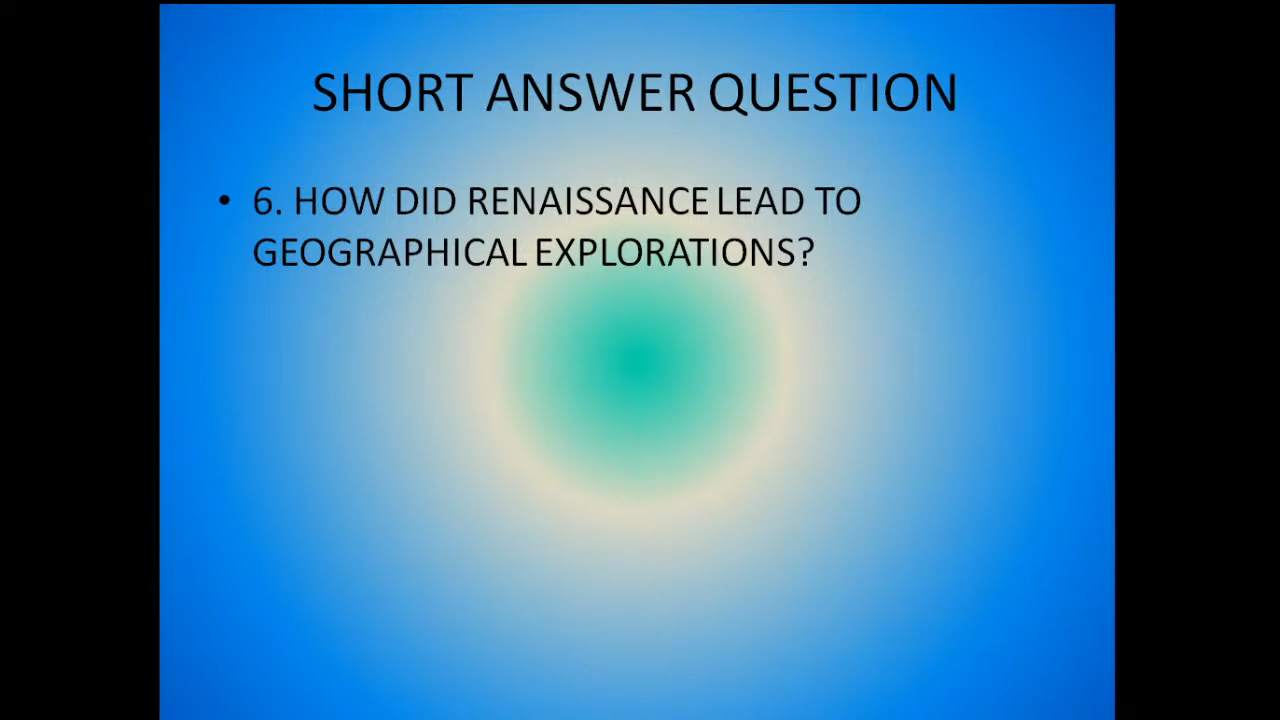 SHORT ANSWER QUESTION
• 6. HOW DID RENAISSANCE LEAD TO
GEOGRAPHICAL EXPLORATIONS?